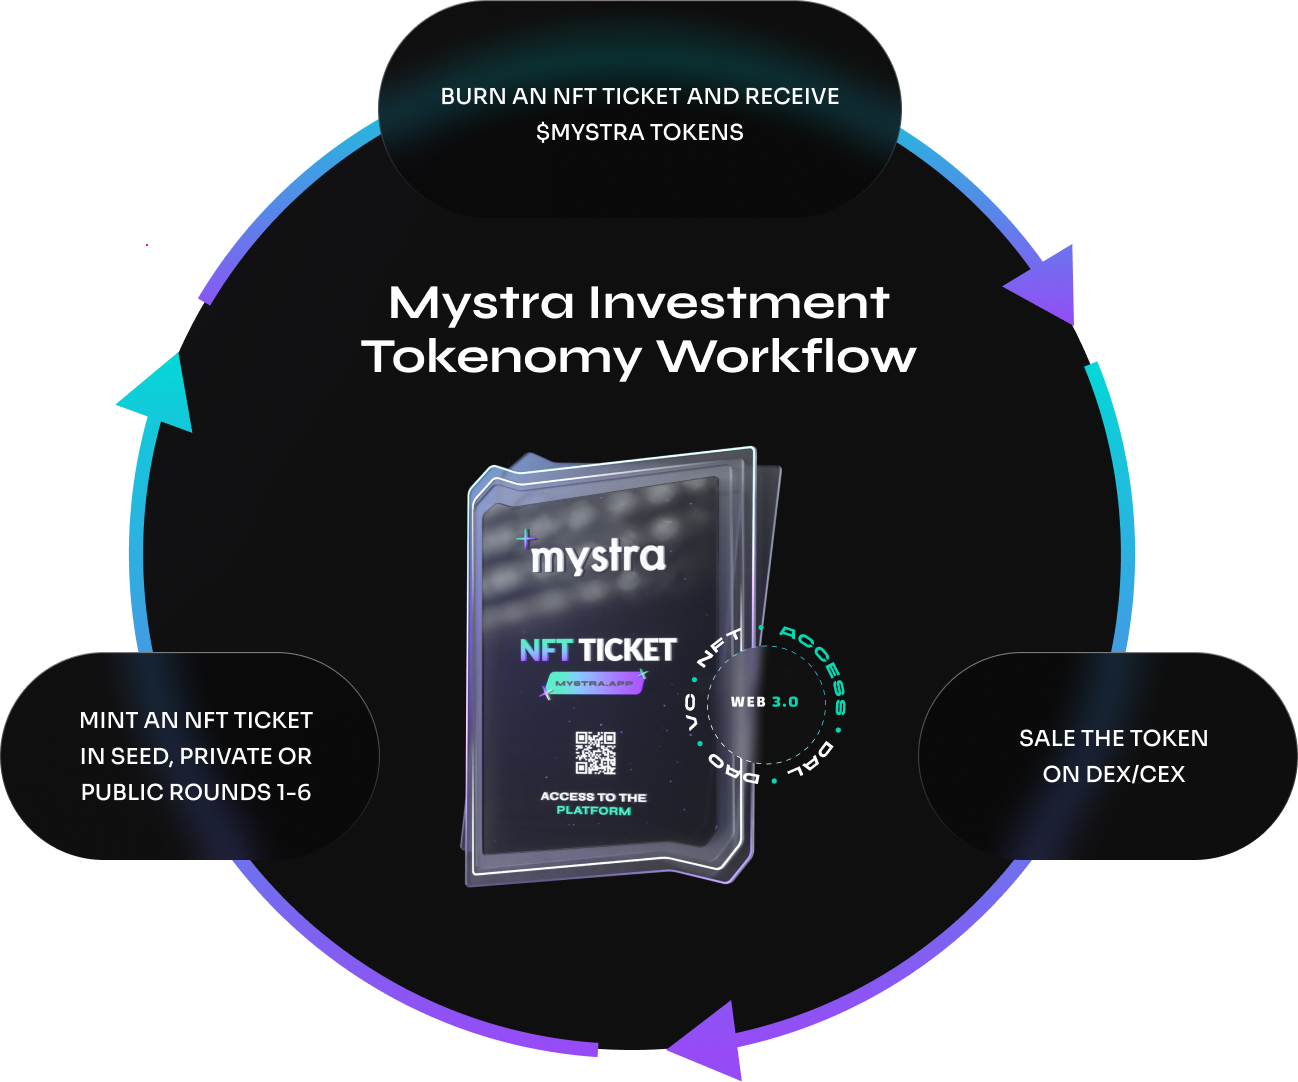 BURN AN NFT TICKET AND RECEIVE
$MYSTRA TOKENS
Mystra Investment
Tokenomy Workflow
mystra
NFT TICKET
MYSTRA.APP
ACCESS TO THE
PLATFORM
NFT • ACCESS • DAL • DAO • VC •
WEB 3.0
MINT AN NFT TICKET
IN SEED, PRIVATE OR
PUBLIC ROUNDS 1-6
SALE THE TOKEN
ON DEX/CEX